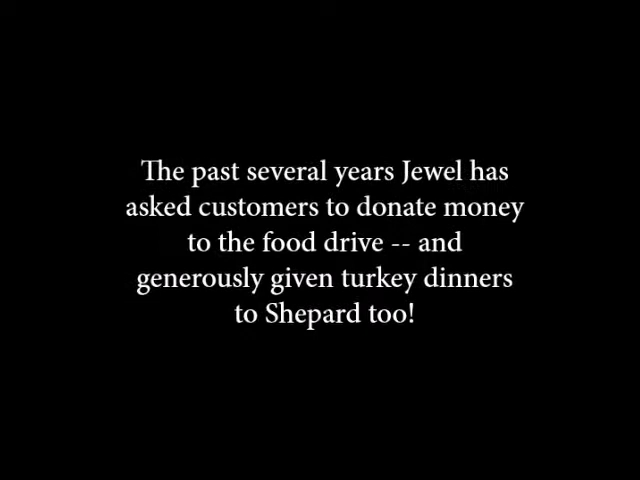 The past several years Jewel has
asked customers to donate money
to the food drive -- and
generously given turkey dinners
to Shepard too!